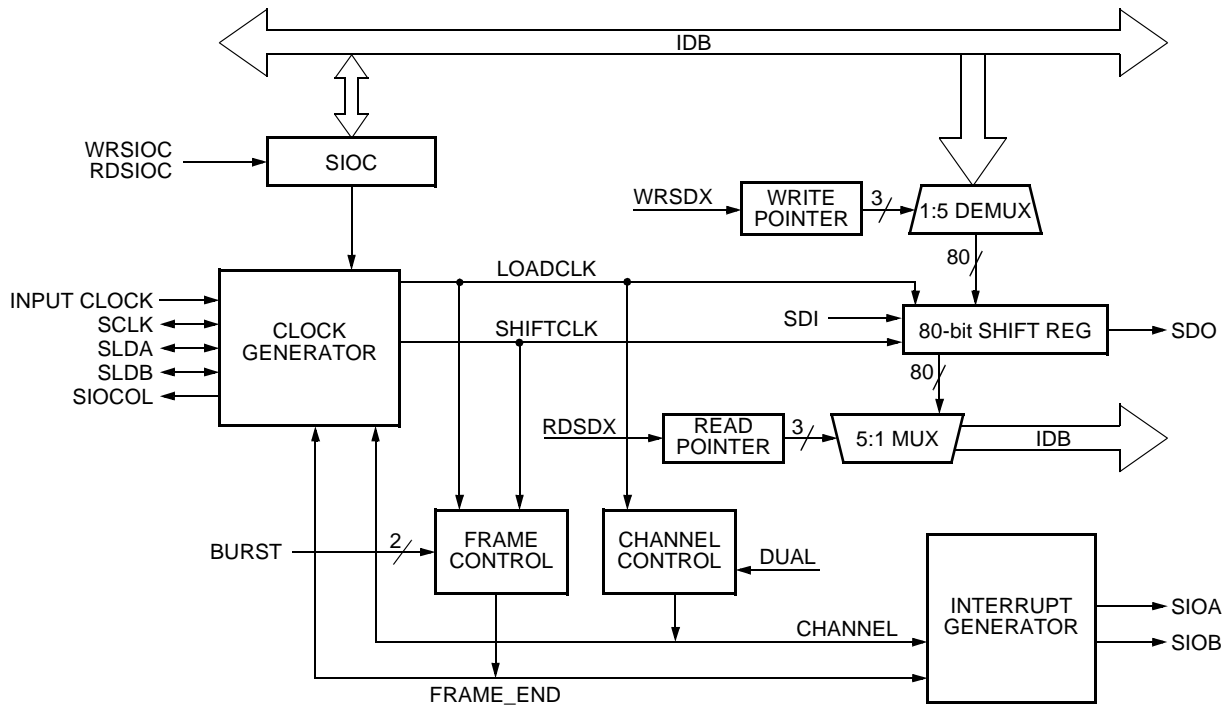 IDB
WRSIOC
RDSIOC
SIOC
WRSDX
WRITE
POINTER
3
1:5 DEMUX
80
LOADCLK
INPUT CLOCK
SCLK
SLDA
SLDB
SIOCOL
CLOCK
GENERATOR
SHIFTCLK
SDI
80-bit SHIFT REG
SDO
80
RDSDX
READ
POINTER
3
5:1 MUX
IDB
BURST
2
FRAME
CONTROL
CHANNEL
CONTROL
DUAL
INTERRUPT
GENERATOR
SIOA
SIOB
CHANNEL
FRAME_END